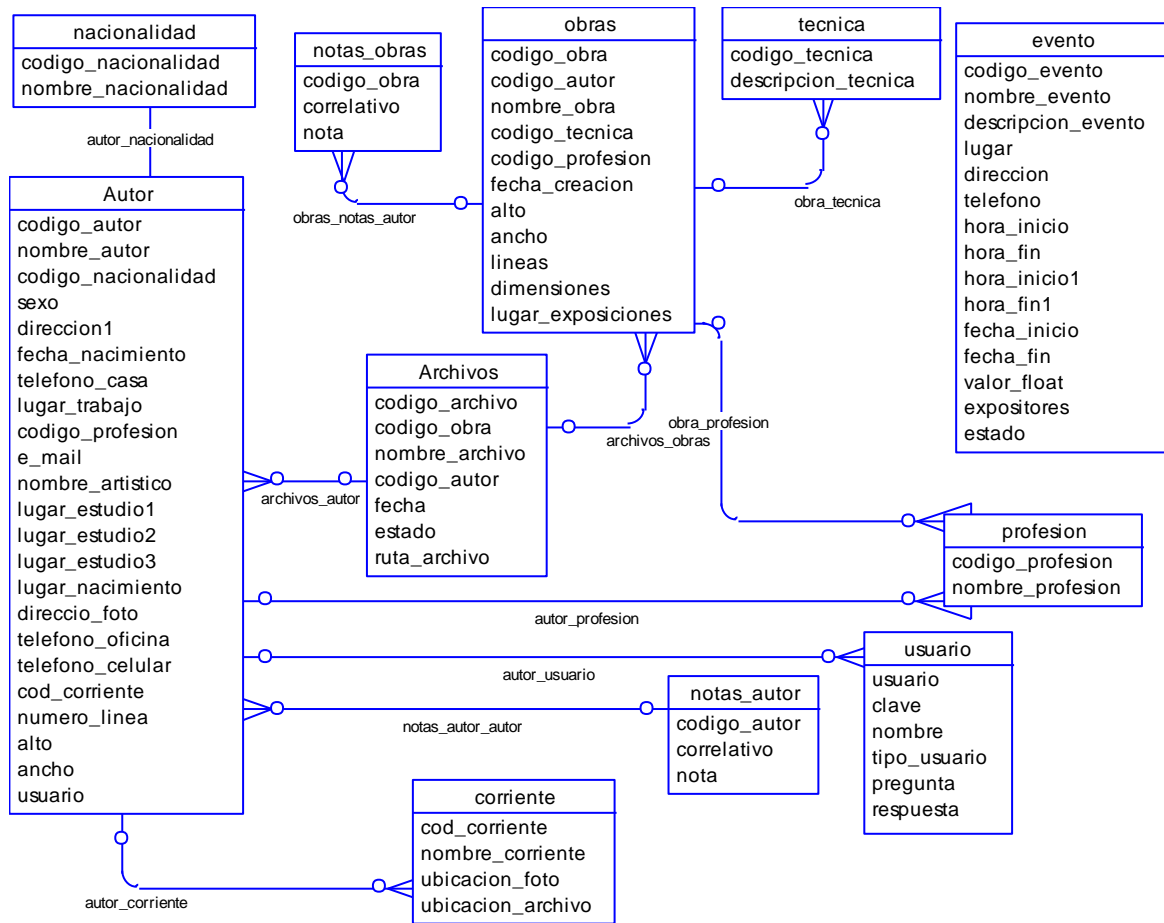 nacionalidad
codigo_nacionalidad
nombre_nacionalidad
autor_nacionalidad
notas_obras
codigo_obra
correlativo
nota
obras_notas_autor
obras
codigo_obra
codigo_autor
nombre_obra
codigo_tecnica
codigo_profesion
fecha_creacion
alto
ancho
lineas
dimensiones
lugar_exposiciones
tecnica
codigo_tecnica
descripcion_tecnica
obra_tecnica
evento
codigo_evento
nombre_evento
descripcion_evento
lugar
direccion
telefono
hora_inicio
hora_fin
hora_inicio1
hora_fin1
fecha_inicio
fecha_fin
valor_float
expositores
estado
Autor
codigo_autor
nombre_autor
codigo_nacionalidad
sexo
direccion1
fecha_nacimiento
telefono_casa
lugar_trabajo
codigo_profesion
e_mail
nombre_artistico
lugar_estudio1
lugar_estudio2
lugar_estudio3
lugar_nacimiento
direccio_foto
telefono_oficina
telefono_celular
cod_corriente
numero_linea
alto
ancho
usuario
Archivos
codigo_archivo
codigo_obra
nombre_archivo
codigo_autor
fecha
estado
ruta_archivo
archivos_autor
archivos_obras
obra_profesion
profesion
codigo_profesion
nombre_profesion
autor_profesion
autor_usuario
usuario
usuario
clave
nombre
tipo_usuario
pregunta
respuesta
notas_autor_autor
notas_autor
codigo_autor
correlativo
nota
corriente
cod_corriente
nombre_corriente
ubicacion_foto
ubicacion_archivo
autor_corriente